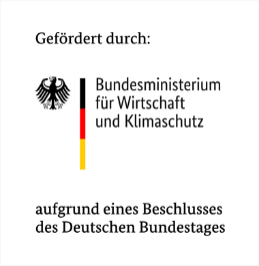 Gefördert durch:
Bundesministerium
für Wirtschaft
und Klimaschutz
aufgrund eines Beschlusses
des Deutschen Bundestages